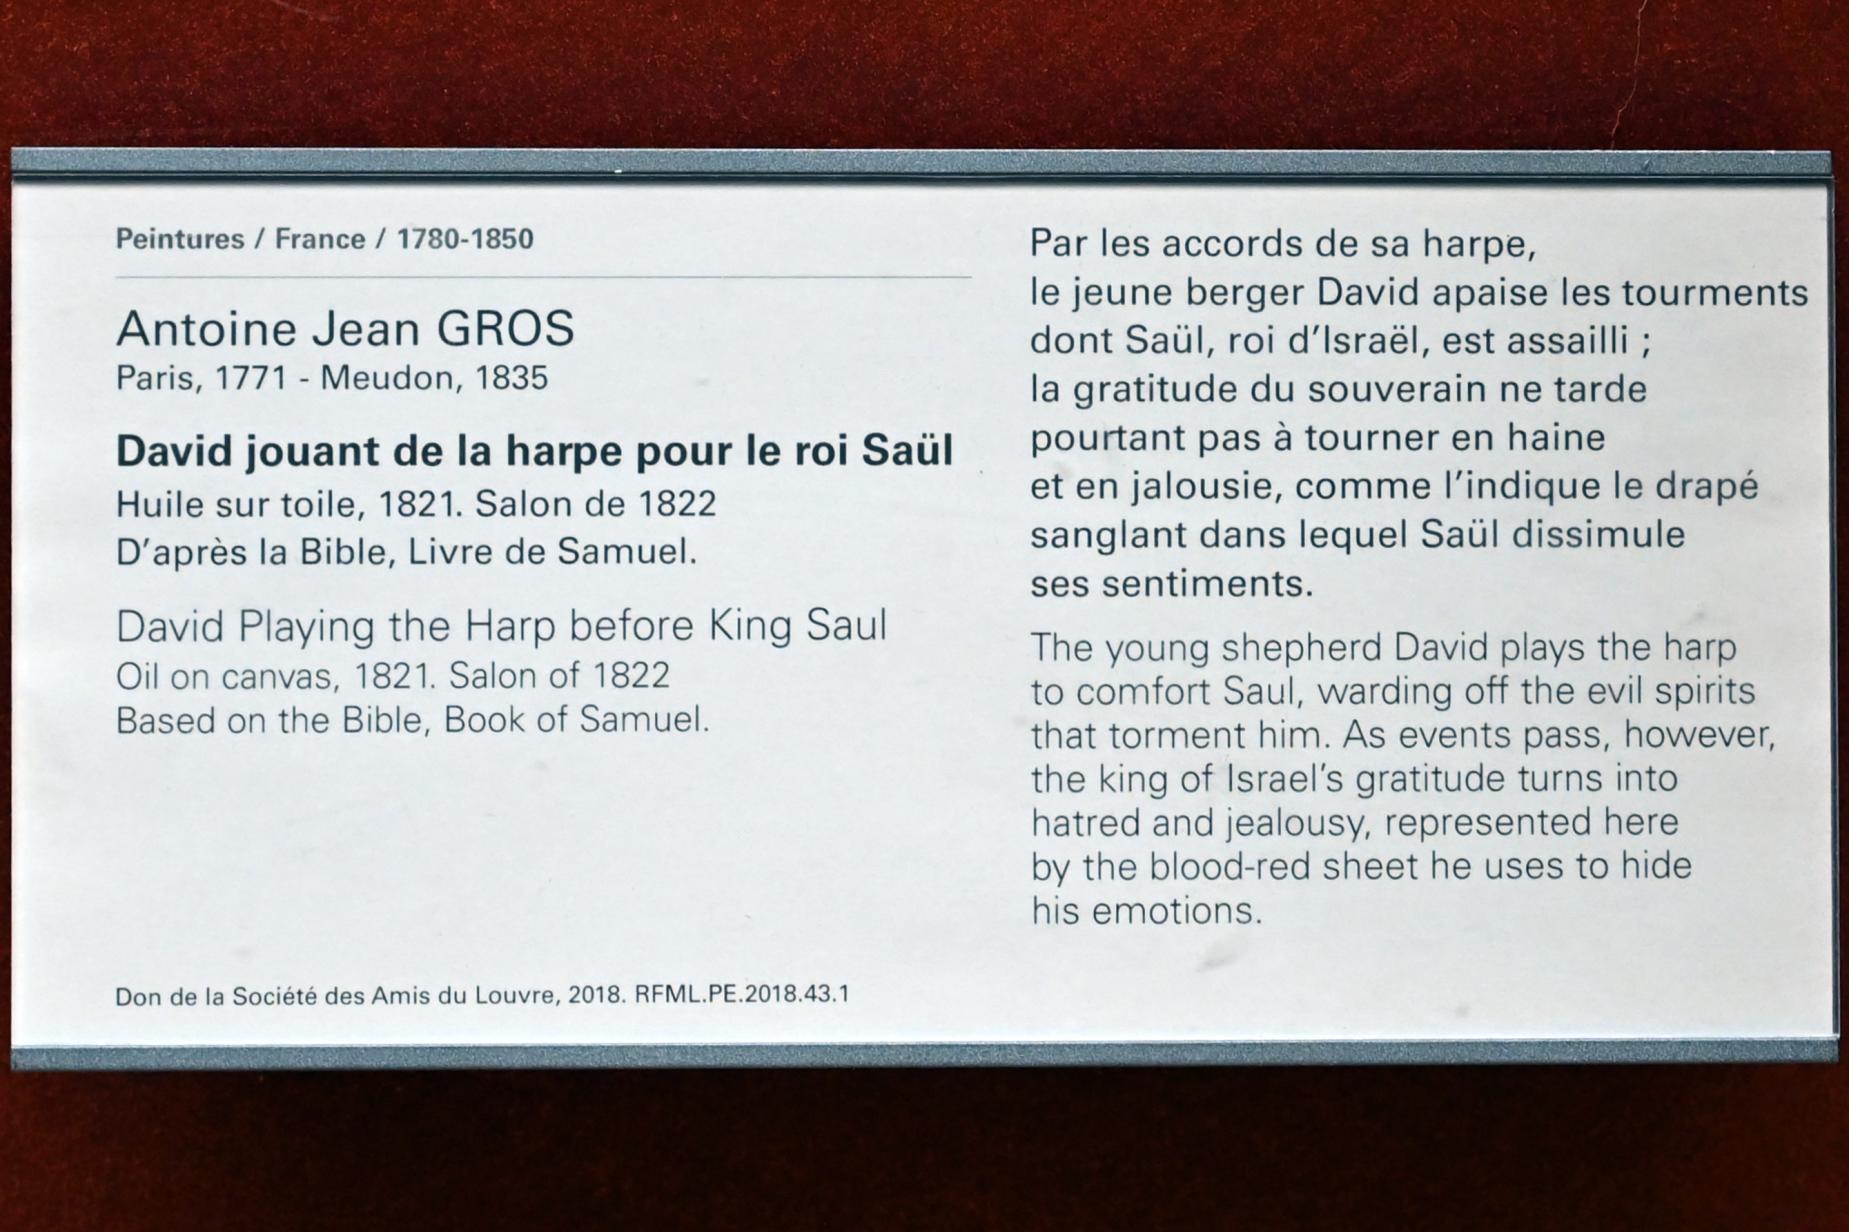 Peintures / France / 1780-1850
Antoine Jean GROS
Paris, 1771 - Meudon, 1835
David jouant de la harpe pour le roi Saül
Huile sur toile, 1821. Salon de 1822
D'après la Bible, Livre de Samuel.
David Playing the Harp before King Saul
Oil on canvas, 1821. Salon of 1822
Based on the Bible, Book of Samuel.
Don de la Société des Amis du Louvre, 2018. RFML.PE.2018.43.1
Par les accords de sa harpe,
le jeune berger David apaise les tourments
dont Saül, roi d'Israël, est assailli ;
la gratitude du souverain ne tarde
pourtant pas à tourner en haine
et en jalousie, comme l'indique le drapé
sanglant dans lequel Saül dissimule
ses sentiments.
The young shepherd David plays the harp
to comfort Saul, warding off the evil spirits
that torment him. As events pass, however,
the king of Israel's gratitude turns into
hatred and jealousy, represented here
by the blood-red sheet he uses to hide
his emotions.